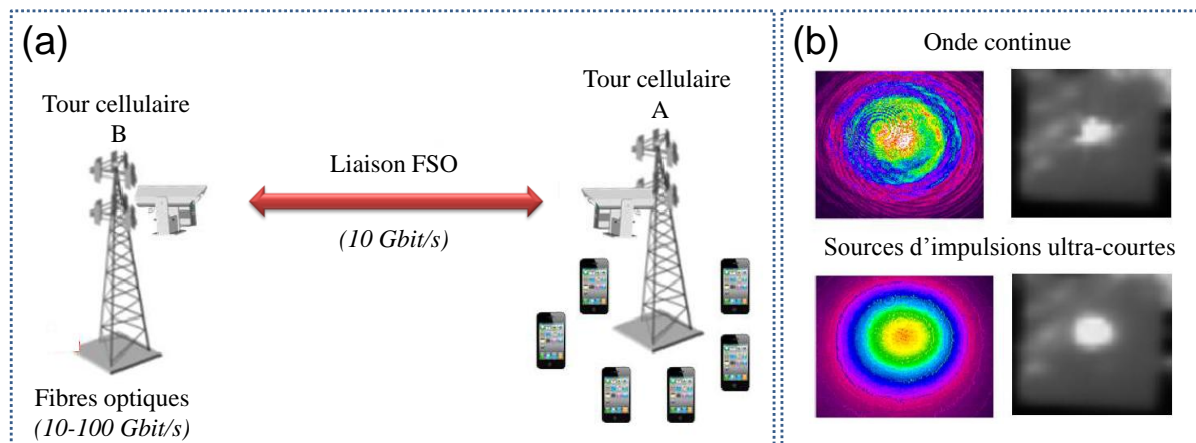 (a)
Tour cellulaire
B
Tour cellulaire
A
Liaison FSO
(10 Gbit/s)
Fibres optiques
(10-100 Gbit/s)
(b)
Onde continue
Sources d'impulsions ultra-courtes